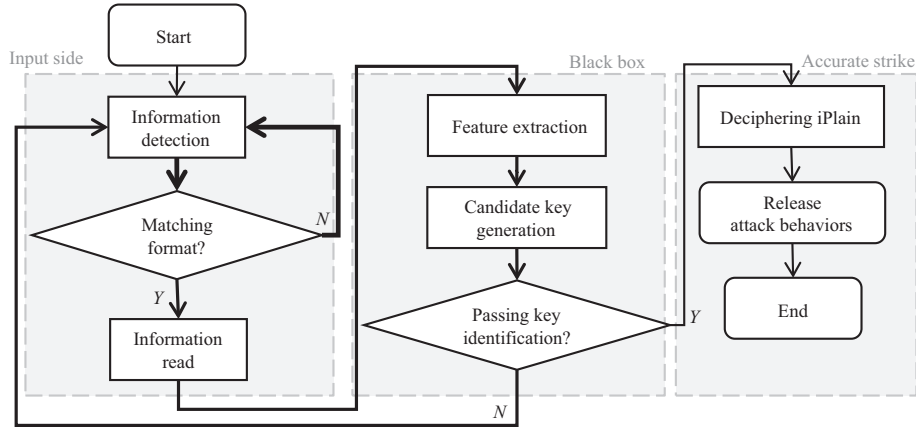 Start
Input side
Information
detection
Matching
format?
N
Y
Information
read
Black box
Feature extraction
Candidate key
generation
Passing key
identification?
Y
N
Accurate strike
Deciphering iPlain
Release
attack behaviors
End